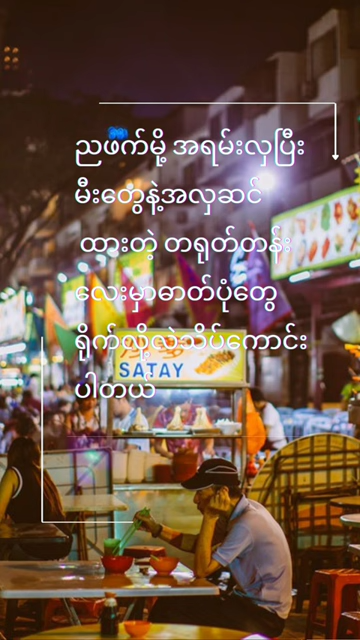 ညဖက်မို့ အရမ်းလှပြီး
မီးတွေနဲ့အလှဆင်
ထားတဲ့ တရုတ်တန်း
လေးမှာဓာတ်ပုံတွေ
ရိုက်လို့လဲသိပ်ကောင်း
ပါတယ်
SATAY